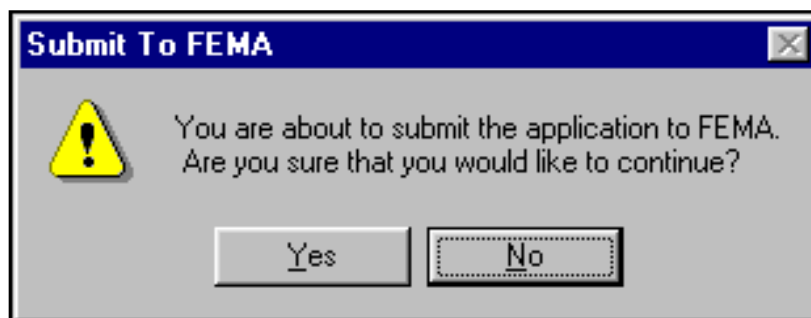 Submit To FEMA
You are about to submit the application to FEMA.
Are you sure that you would like to continue?
Yes
No